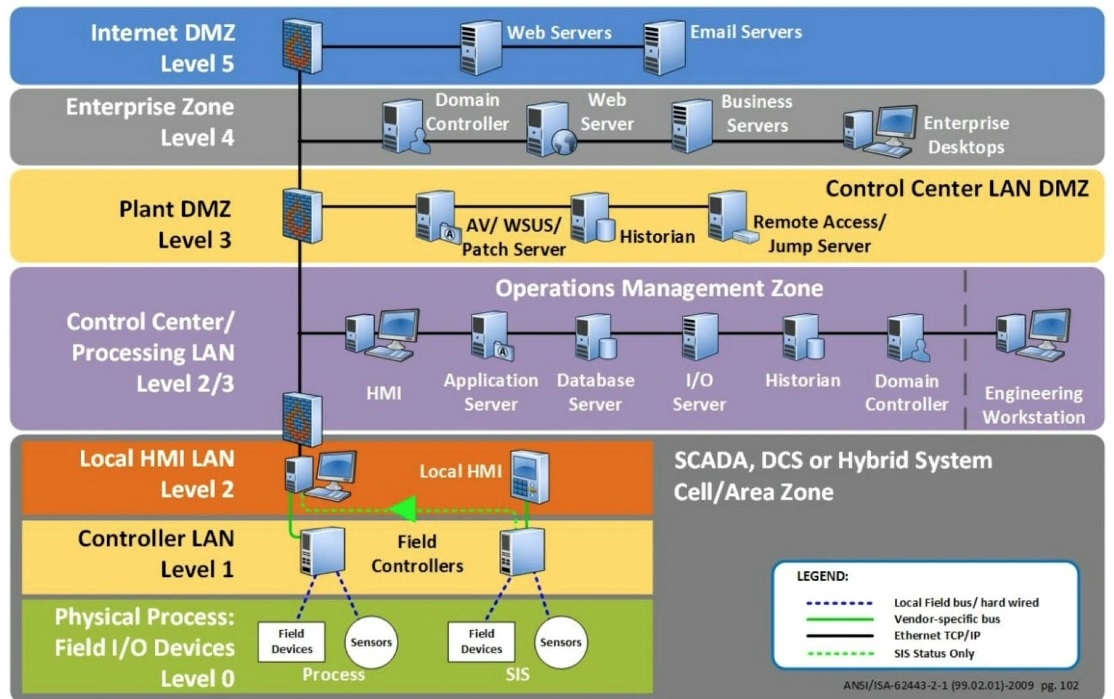 Internet DMZ
Level 5
Web Servers
Email Servers
Enterprise Zone
Level 4
Domain
Controller
Web
Server
Business
Servers
Enterprise
Desktops
Control Center LAN DMZ
Plant DMZ
Level 3
A
AV/ WSUS/
Patch Server
Historian
Remote Access/
Jump Server
Operations Management Zone
Control Center/
Processing LAN
Level 2/3
HMI
A
Application
Server
Database
Server
I/O
Server
Historian
Domain
Controller
Engineering
Workstation
Local HMI LAN
Level 2
Local HMI
SCADA, DCS or Hybrid System
Cell/Area Zone
Controller LAN
Level 1
Field
Controllers
Physical Process:
Field I/O Devices
Level 0
Field
Devices
Sensors
Process
Field
Devices
Sensors
SIS
LEGEND:
Local Field bus/ hard wired
Vendor-specific bus
Ethernet TCP/IP
SIS Status Only
ANSI/ISA-62443-2-1 (99.02.01)-2009 pg. 102